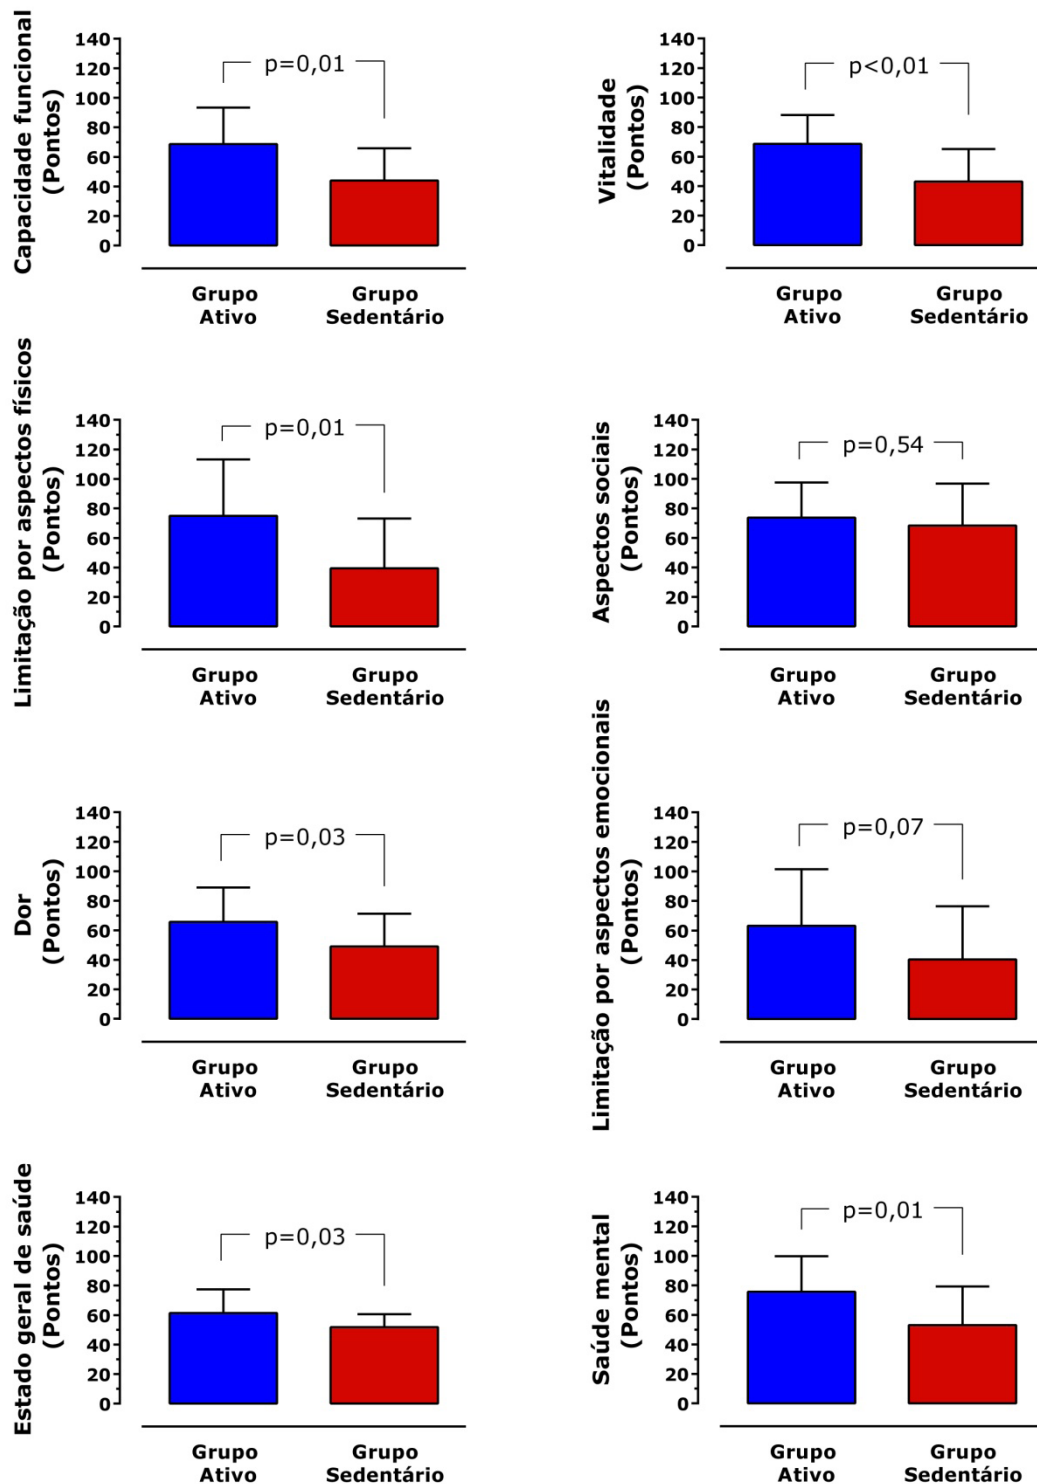 Capacidade funcional
(Pontos)
140
120
100
80
60
40
20
0
p=0,01
Grupo
Ativo
Grupo
Sedentário
Vitalidade
(Pontos)
140
120
100
80
60
40
20
0
p<0,01
Grupo
Ativo
Grupo
Sedentário
Limitação por aspectos físicos
(Pontos)
140
120
100
80
60
40
20
0
p=0,01
Grupo
Ativo
Grupo
Sedentário
Aspectos sociais
(Pontos)
140
120
100
80
60
40
20
0
p=0,54
Grupo
Ativo
Grupo
Sedentário
Dor
(Pontos)
140
120
100
80
60
40
20
0
p=0,03
Grupo
Ativo
Grupo
Sedentário
Limitação por aspectos emocionais
(Pontos)
140
120
100
80
60
40
20
0
p=0,07
Grupo
Ativo
Grupo
Sedentário
Estado geral de saúde
(Pontos)
140
120
100
80
60
40
20
0
p=0,03
Grupo
Ativo
Grupo
Sedentário
Saúde mental
(Pontos)
140
120
100
80
60
40
20
0
p=0,01
Grupo
Ativo
Grupo
Sedentário